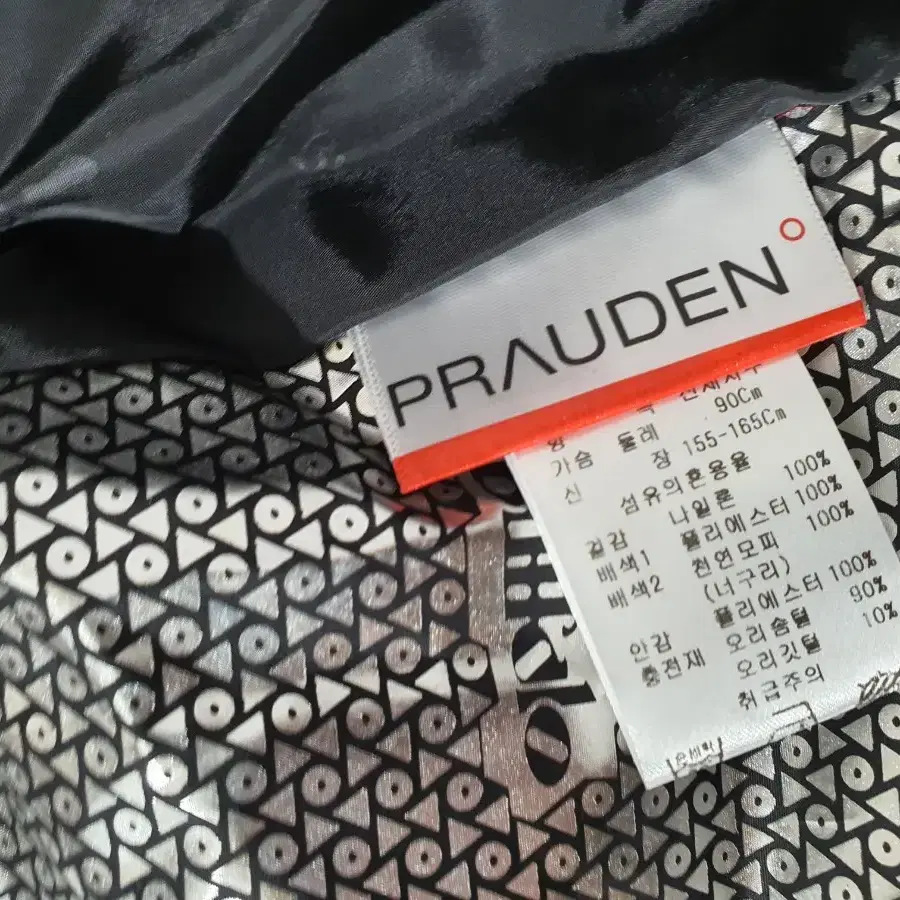 PRAUDEN
90Cm
가슴 둘레 155-165Cm
신 장
섬유의혼용율
겉감 나일론 100%
배색1 폴리에스터 100%
배색2 천연모피 100%
(너구리)
안감 폴리에스터 100%
충전재 오리솜털 90%
오리깃털 10%
취급주의